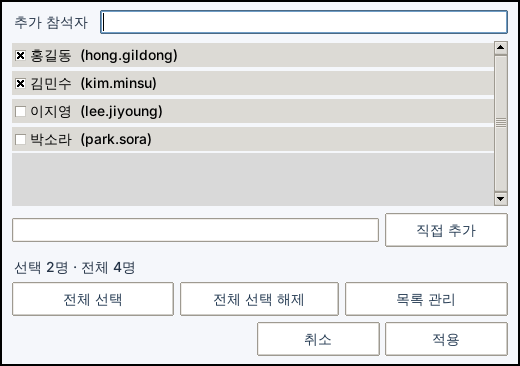 추가 참석자
홍길동 (hong.gildong)
김민수 (kim.minsu)
이지영 (lee.jiyoung)
박소라 (park.sora)
직접 추가
선택 2명 · 전체 4명
전체 선택 전체 선택 해제 목록 관리
취소 적용